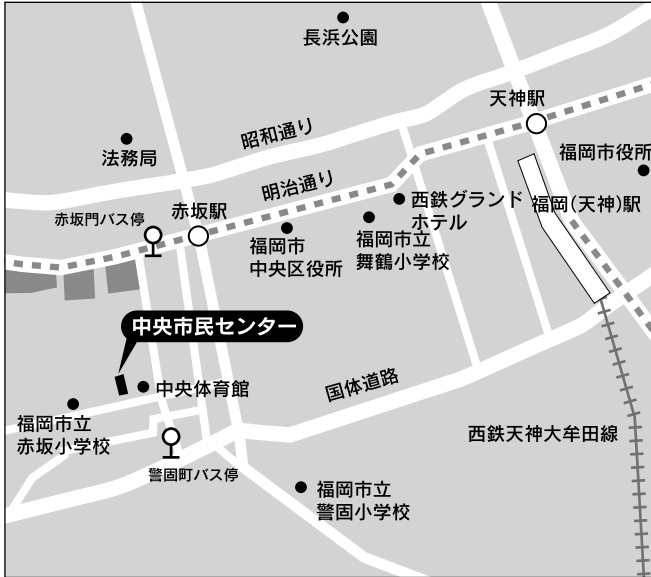 長浜公園
天神駅
昭和通り
法務局
福岡市役所
明治通り
西鉄グランド
ホテル
福岡(天神)駅
赤坂門バス停
赤坂駅
福岡市
中央区役所
福岡市立
舞鶴小学校
中央市民センター
中央体育館
国体道路
福岡市立
赤坂小学校
西鉄天神大牟田線
警固町バス停
福岡市立
警固小学校